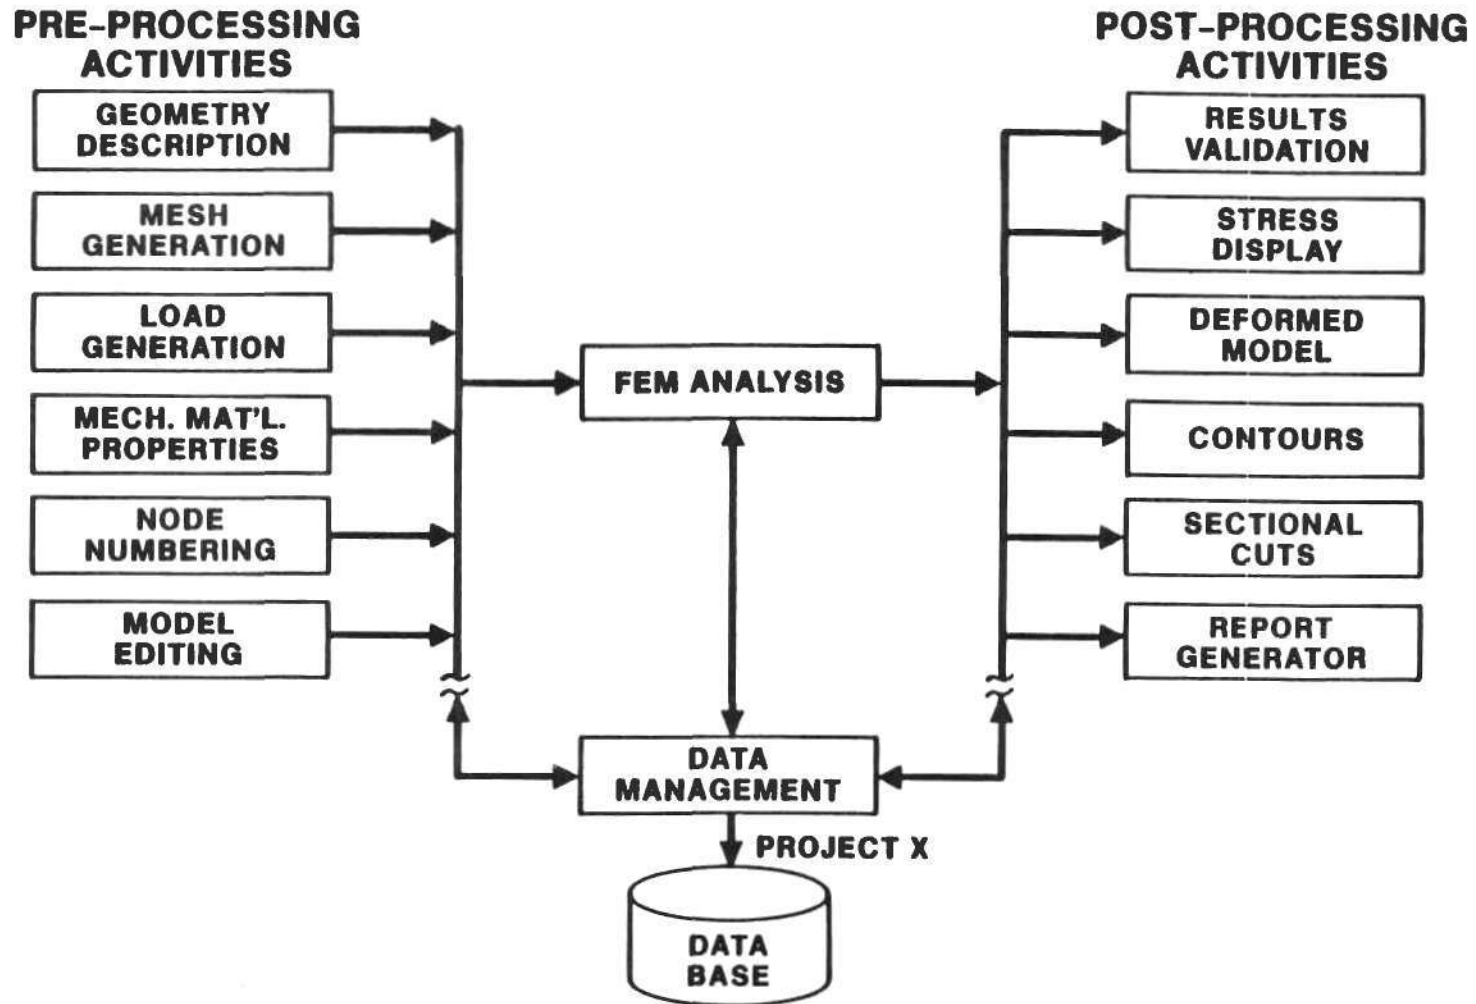 PRE-PROCESSING
ACTIVITIES
GEOMETRY
DESCRIPTION
MESH
GENERATION
LOAD
GENERATION
MECH. MAT'L.
PROPERTIES
NODE
NUMBERING
MODEL
EDITING
FEM ANALYSIS
DATA
MANAGEMENT
PROJECT X
DATA
BASE
POST-PROCESSING
ACTIVITIES
RESULTS
VALIDATION
STRESS
DISPLAY
DEFORMED
MODEL
CONTOURS
SECTIONAL
CUTS
REPORT
GENERATOR